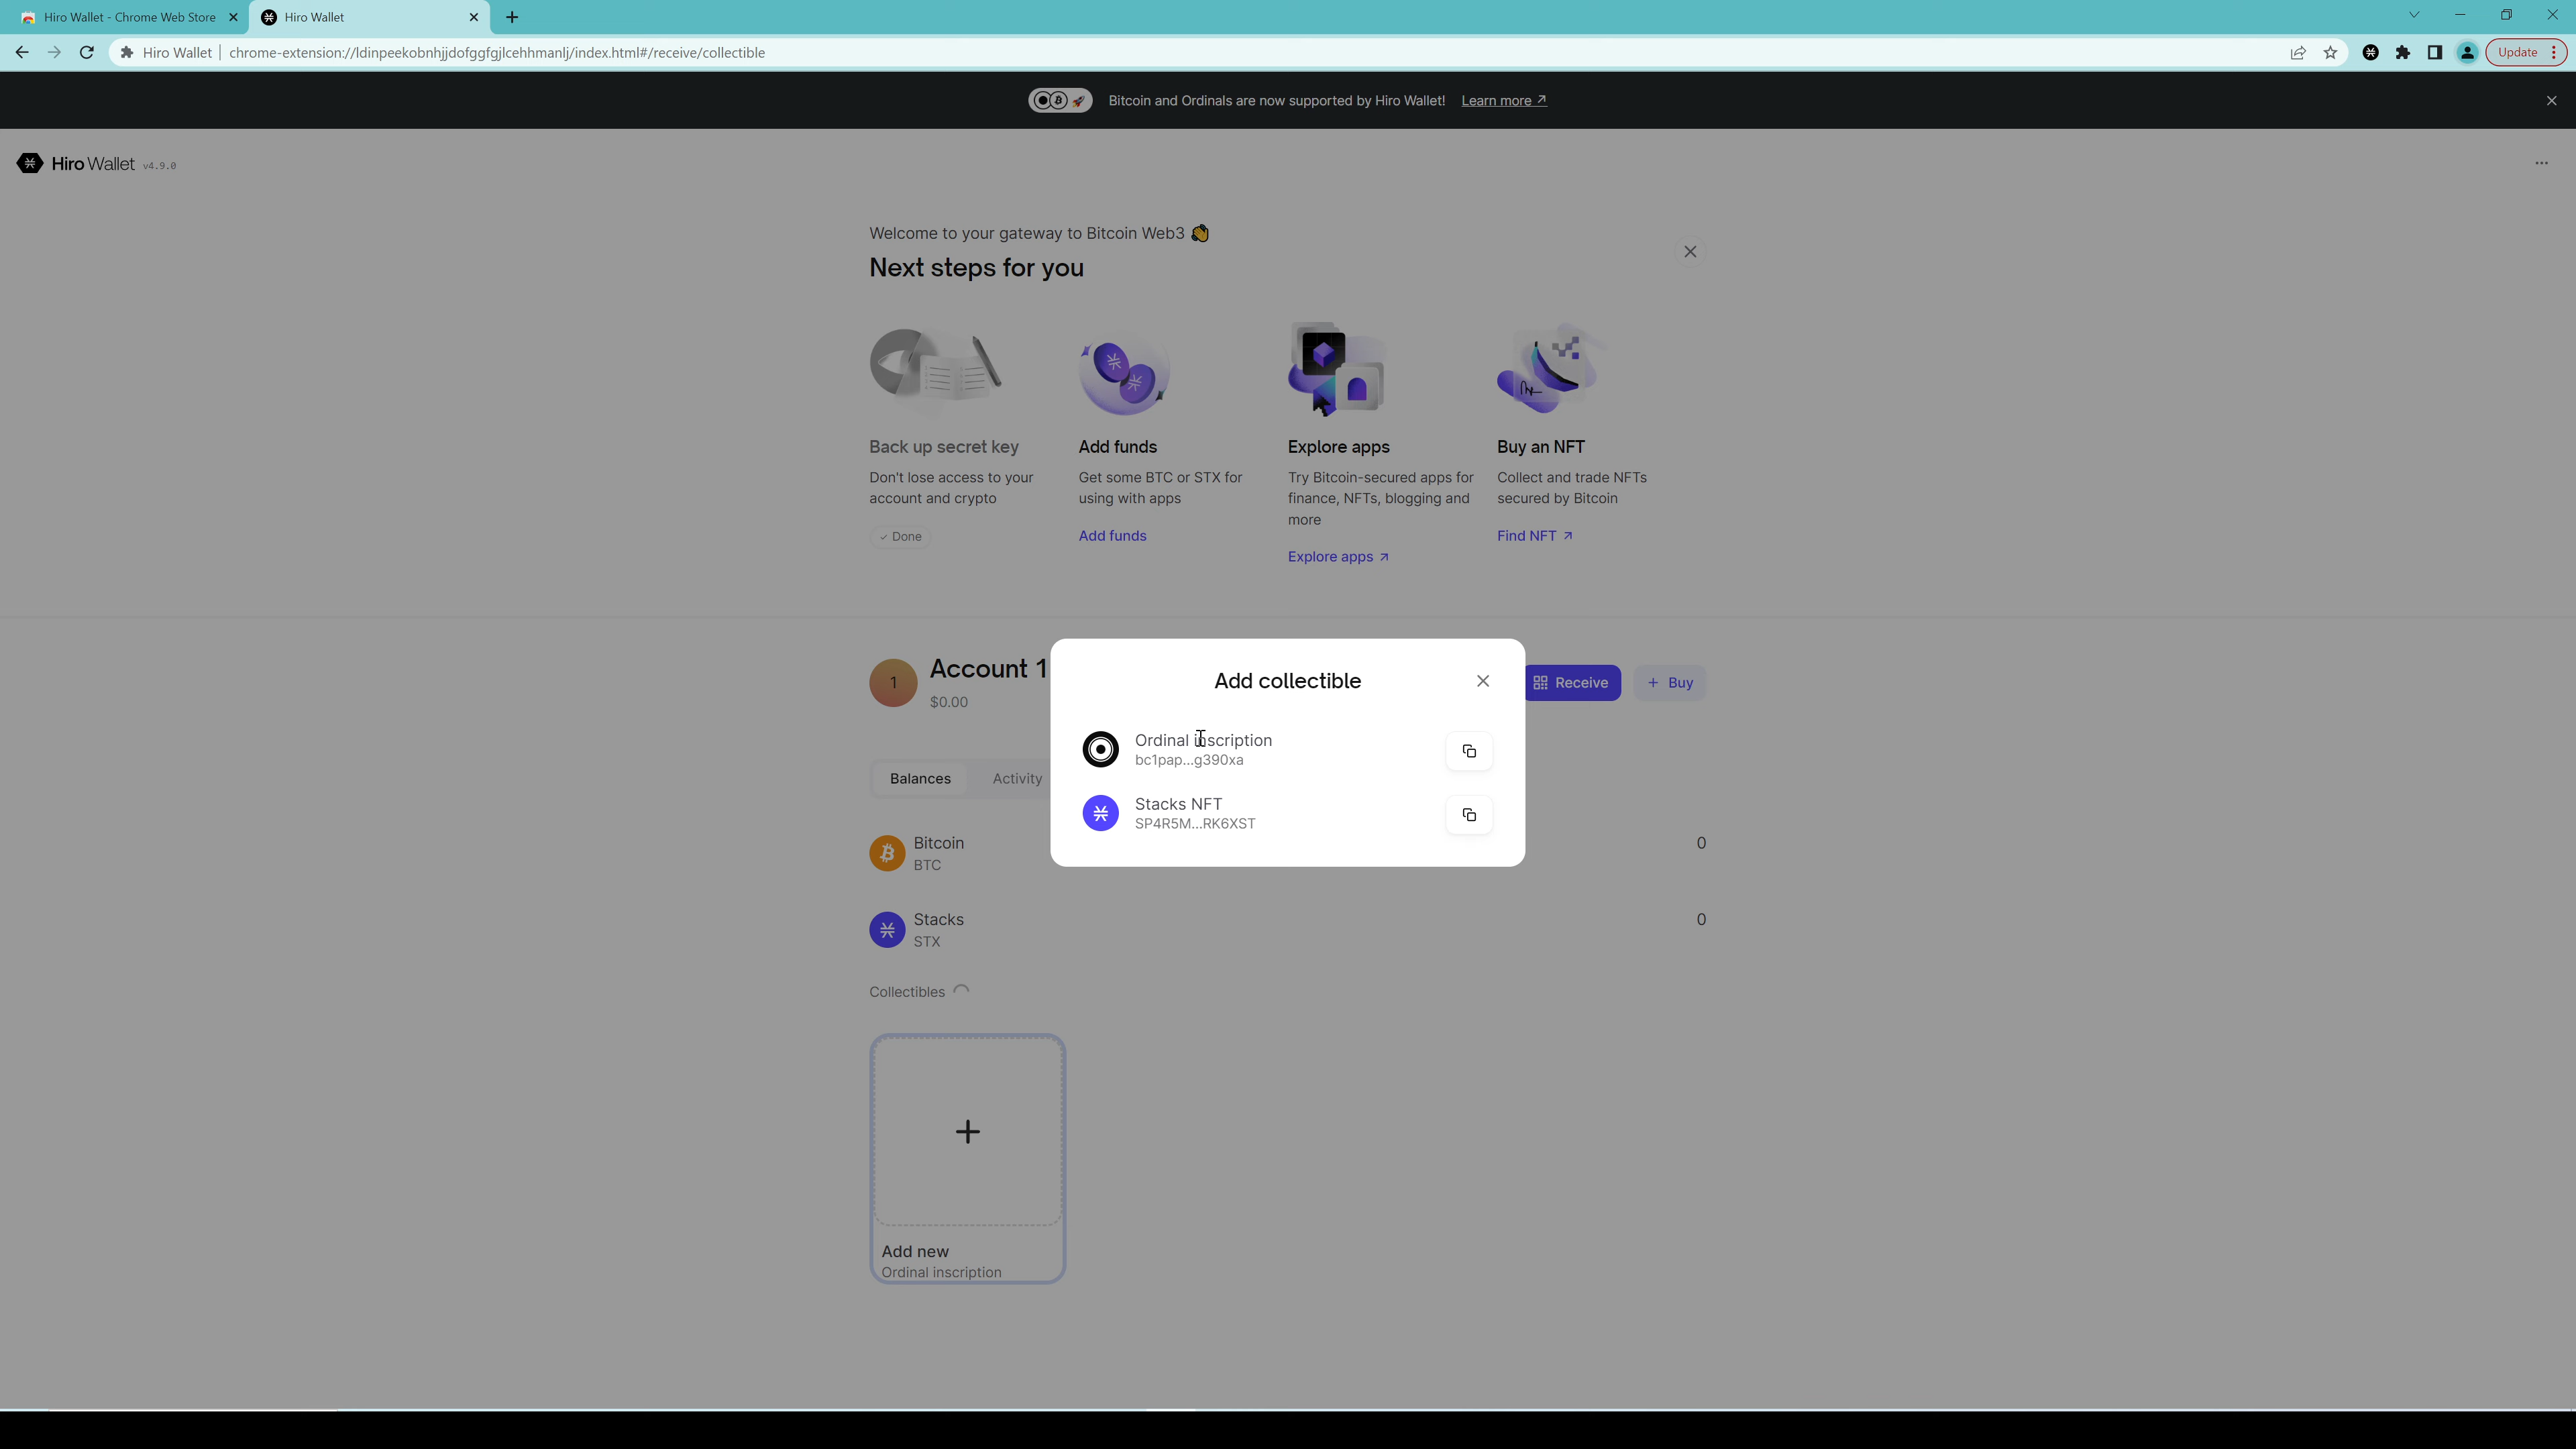 Hiro Wallet - Chrome Web Store
Hiro Wallet
Hiro Wallet
chrome-extension://ldinpeekobnhjjdofggfgjlcehhmanlj/index.html#/receive/collectible
Update
Bitcoin and Ordinals are now supported by Hiro Wallet! Learn more
Hiro Wallet v4.9.0
Welcome to your gateway to Bitcoin Web3
Next steps for you
Back up secret key
Don't lose access to your
account and crypto
Done
Add funds
Get some BTC or STX for
using with apps
Add funds
Explore apps
Try Bitcoin-secured apps for
finance, NFTs, blogging and
more
Explore apps
Buy an NFT
Collect and trade NFTs
secured by Bitcoin
Find NFT
1
Account 1
$0.00
Receive
+ Buy
Add collectible
Ordinal inscription
bc1pap...g390xa
Stacks NFT
SP4R5M...RK6XST
Balances
Activity
Bitcoin
BTC
0
Stacks
STX
0
Collectibles
Add new
Ordinal inscription